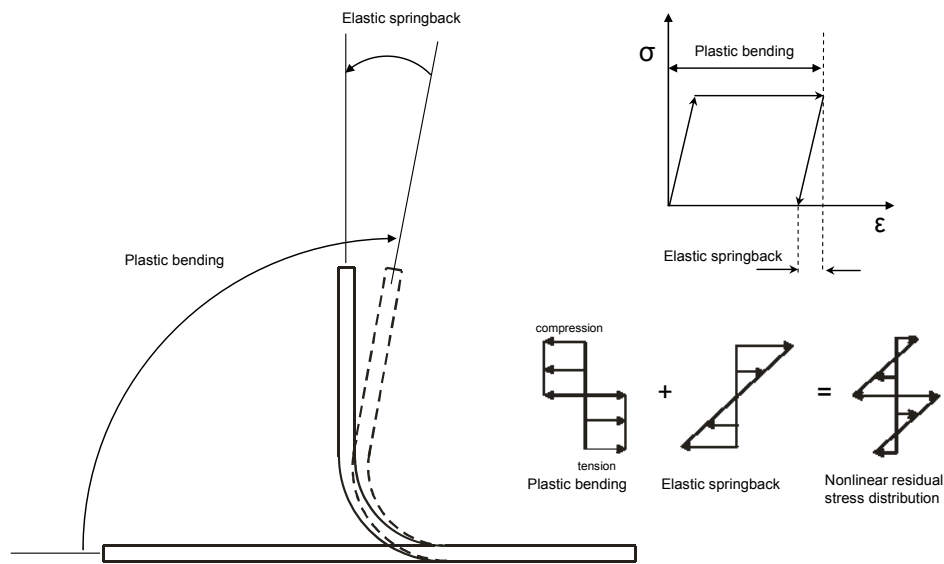 Elastic springback
σ
Plastic bending
ε
Elastic springback
Plastic bending
compression
+
=
tension
Plastic bending
Elastic springback
Nonlinear residual
stress distribution